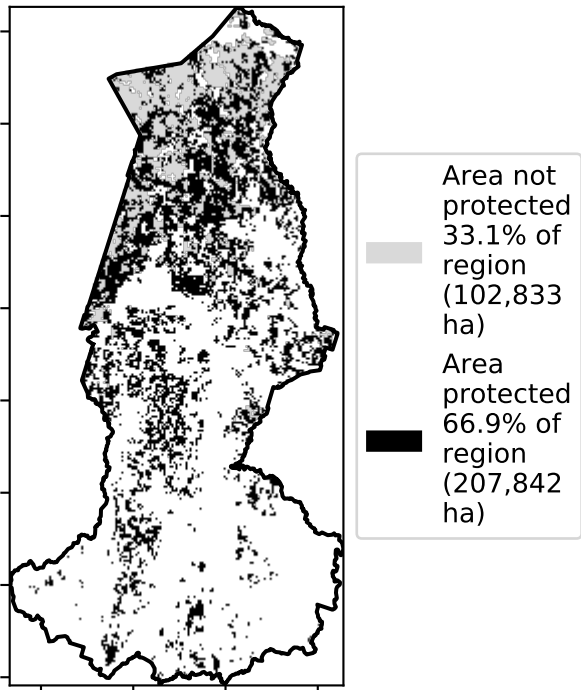 Area not
protected
33.1% of
region
(102,833
ha)
Area
protected
66.9% of
region
(207,842
ha)